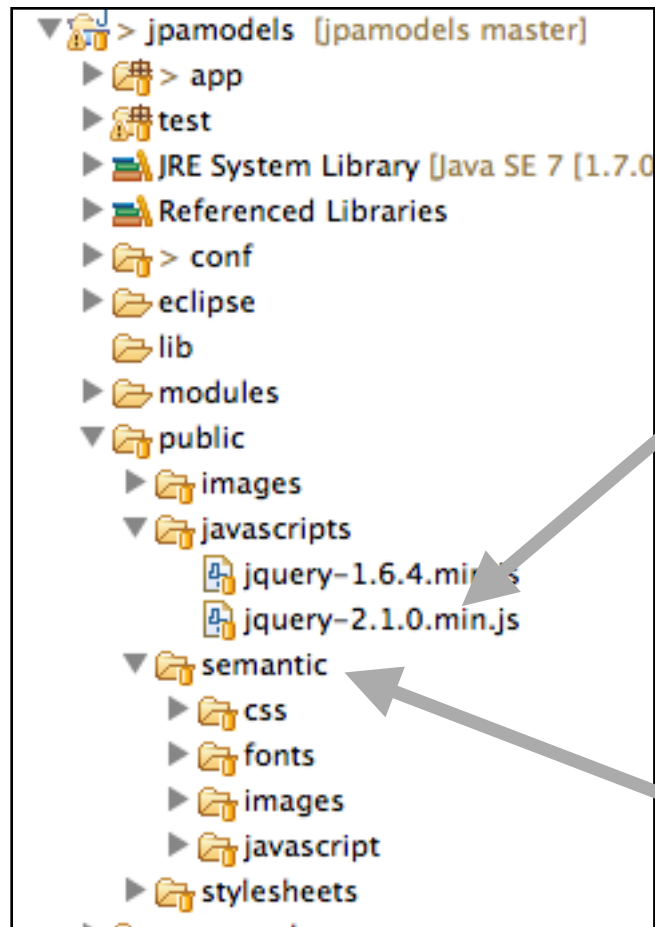 > jpamodels [jpamodels master]
> app
test
JRE System Library [Java SE 7 [1.7.0
Referenced Libraries
> conf
eclipse
lib
modules
public
images
javascripts
jquery-1.6.4.min.js
jquery-2.1.0.min.js
semantic
css
fonts
images
javascript
stylesheets